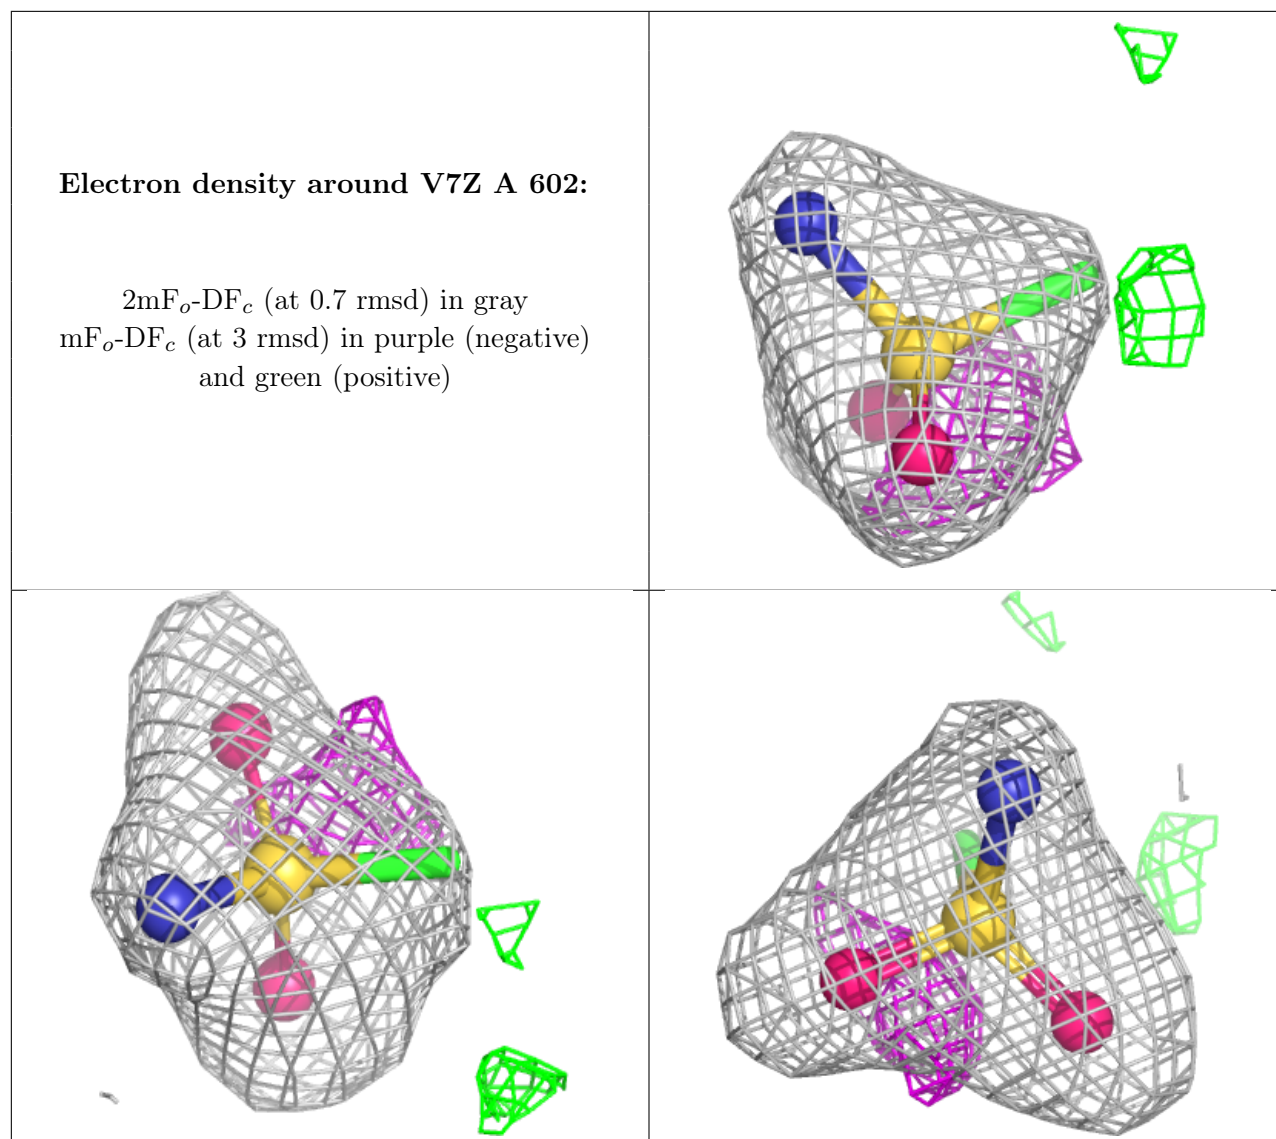 Electron density around V7Z A 602:
2mFo-DFc (at 0.7 rmsd) in gray
mFo-DFc (at 3 rmsd) in purple (negative)
and green (positive)